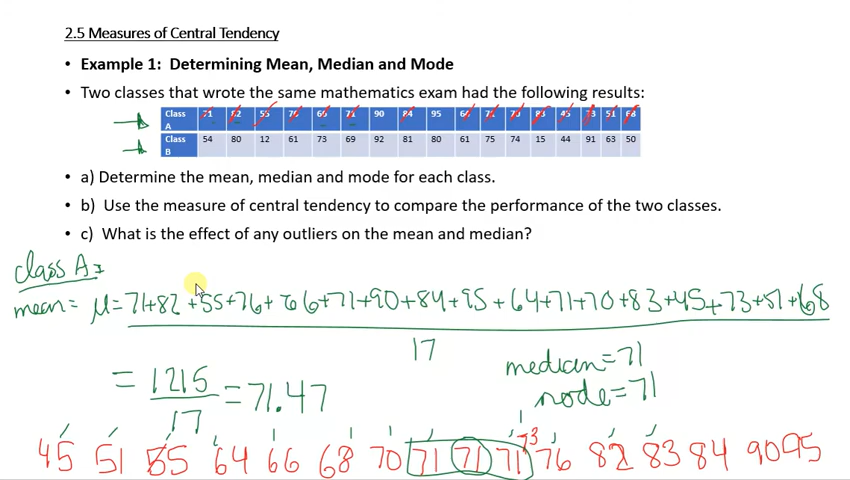 2.5 Measures of Central Tendency
• Example 1: Determining Mean, Median and Mode
• Two classes that wrote the same mathematics exam had the following results:
Class A 71 82 55 76 66 71 90 84 95 64 71 70 83 45 73 51 68
Class B 54 80 12 61 73 69 92 81 80 61 75 74 15 44 91 63 50
• a) Determine the mean, median and mode for each class.
• b) Use the measure of central tendency to compare the performance of the two classes.
• c) What is the effect of any outliers on the mean and median?
class A:
mean = μ = 71+82+55+76+66+71+90+84+95+64+71+70+83+45+73+51+68
17
= 1215
17
= 71.47
median = 71
mode = 71
73
45 51 55 64 66 68 70 71 71 71 76 82 83 84 90 95